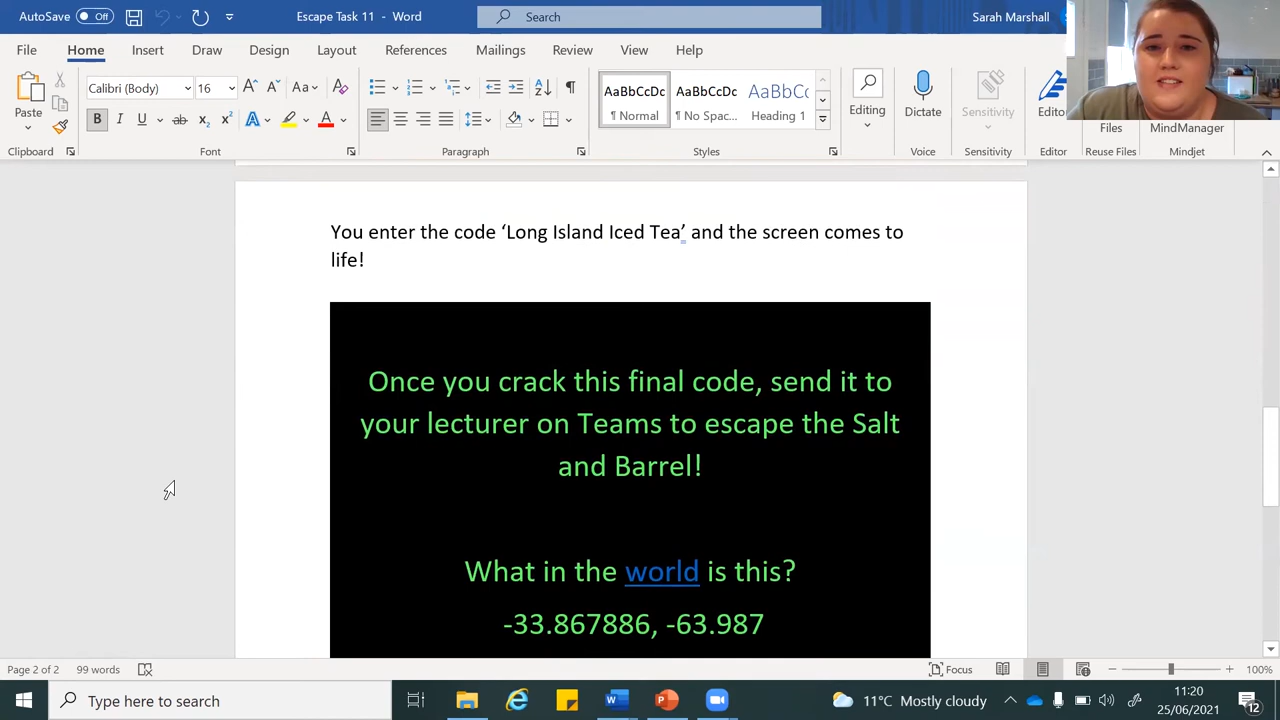 AutoSave Off Escape Task 11 - Word Search Sarah Marshall
File Home Insert Draw Design Layout References Mailings Review View Help
Calibri (Body) 16 Aa AaBbCcDc AaBbCcDc AaBbCc
Paste ¶ Normal ¶ No Spac... Heading Editing Dictate Sensitivity Files MindManager
Clipboard Font Paragraph Styles Voice Sensitivity Editor Reuse Files Mindjet
You enter the code ‘Long Island Iced Tea’ and the screen comes to
life!
Once you crack this final code, send it to
your lecturer on Teams to escape the Salt
and Barrel!
What in the world is this?
-33.867886, -63.987
Page 2 of 2 99 words Focus 100%
Type here to search 11°C Mostly cloudy 11:20
25/06/2021 12